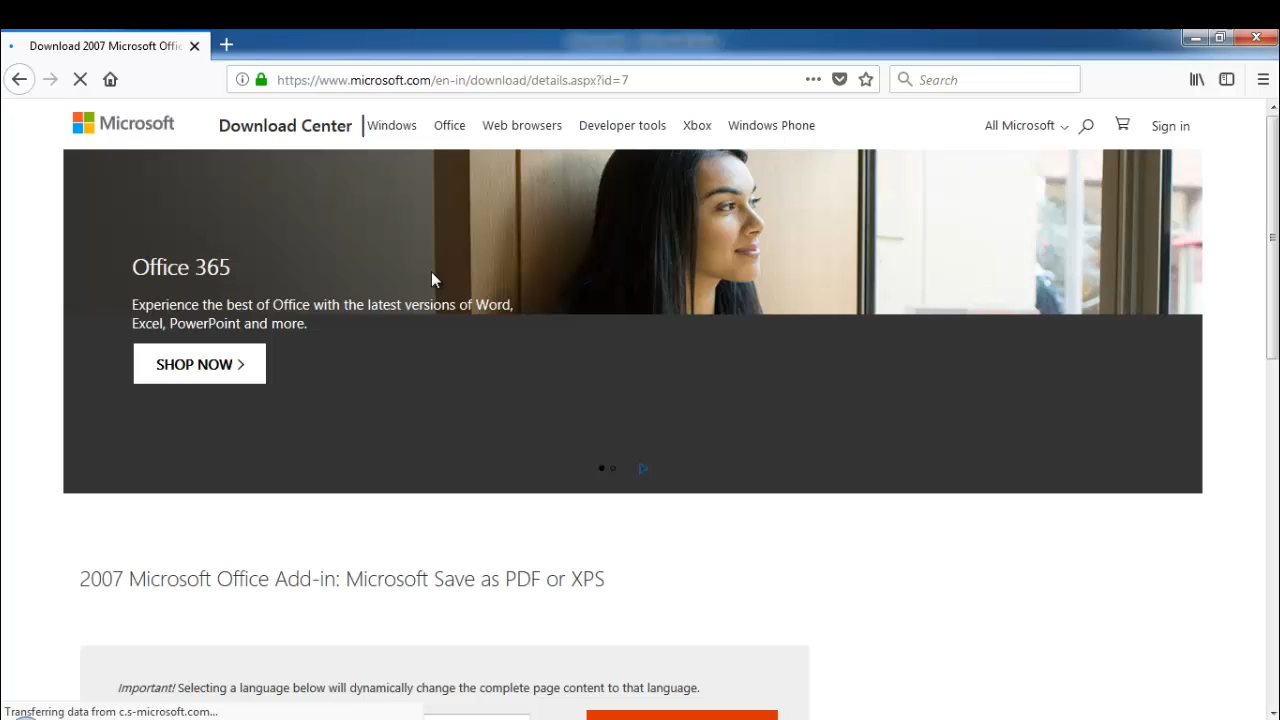 Download 2007 Microsoft Offic
https://www.microsoft.com/en-in/download/details.aspx?id=7
Search
Microsoft
Download Center
Windows
Office
Web browsers
Developer tools
Xbox
Windows Phone
All Microsoft
Sign in
Office 365
Experience the best of Office with the latest versions of Word,
Excel, PowerPoint and more.
SHOP NOW
2007 Microsoft Office Add-in: Microsoft Save as PDF or XPS
Important! Selecting a language below will dynamically change the complete page content to that language.
Transferring data from c.s-microsoft.com...